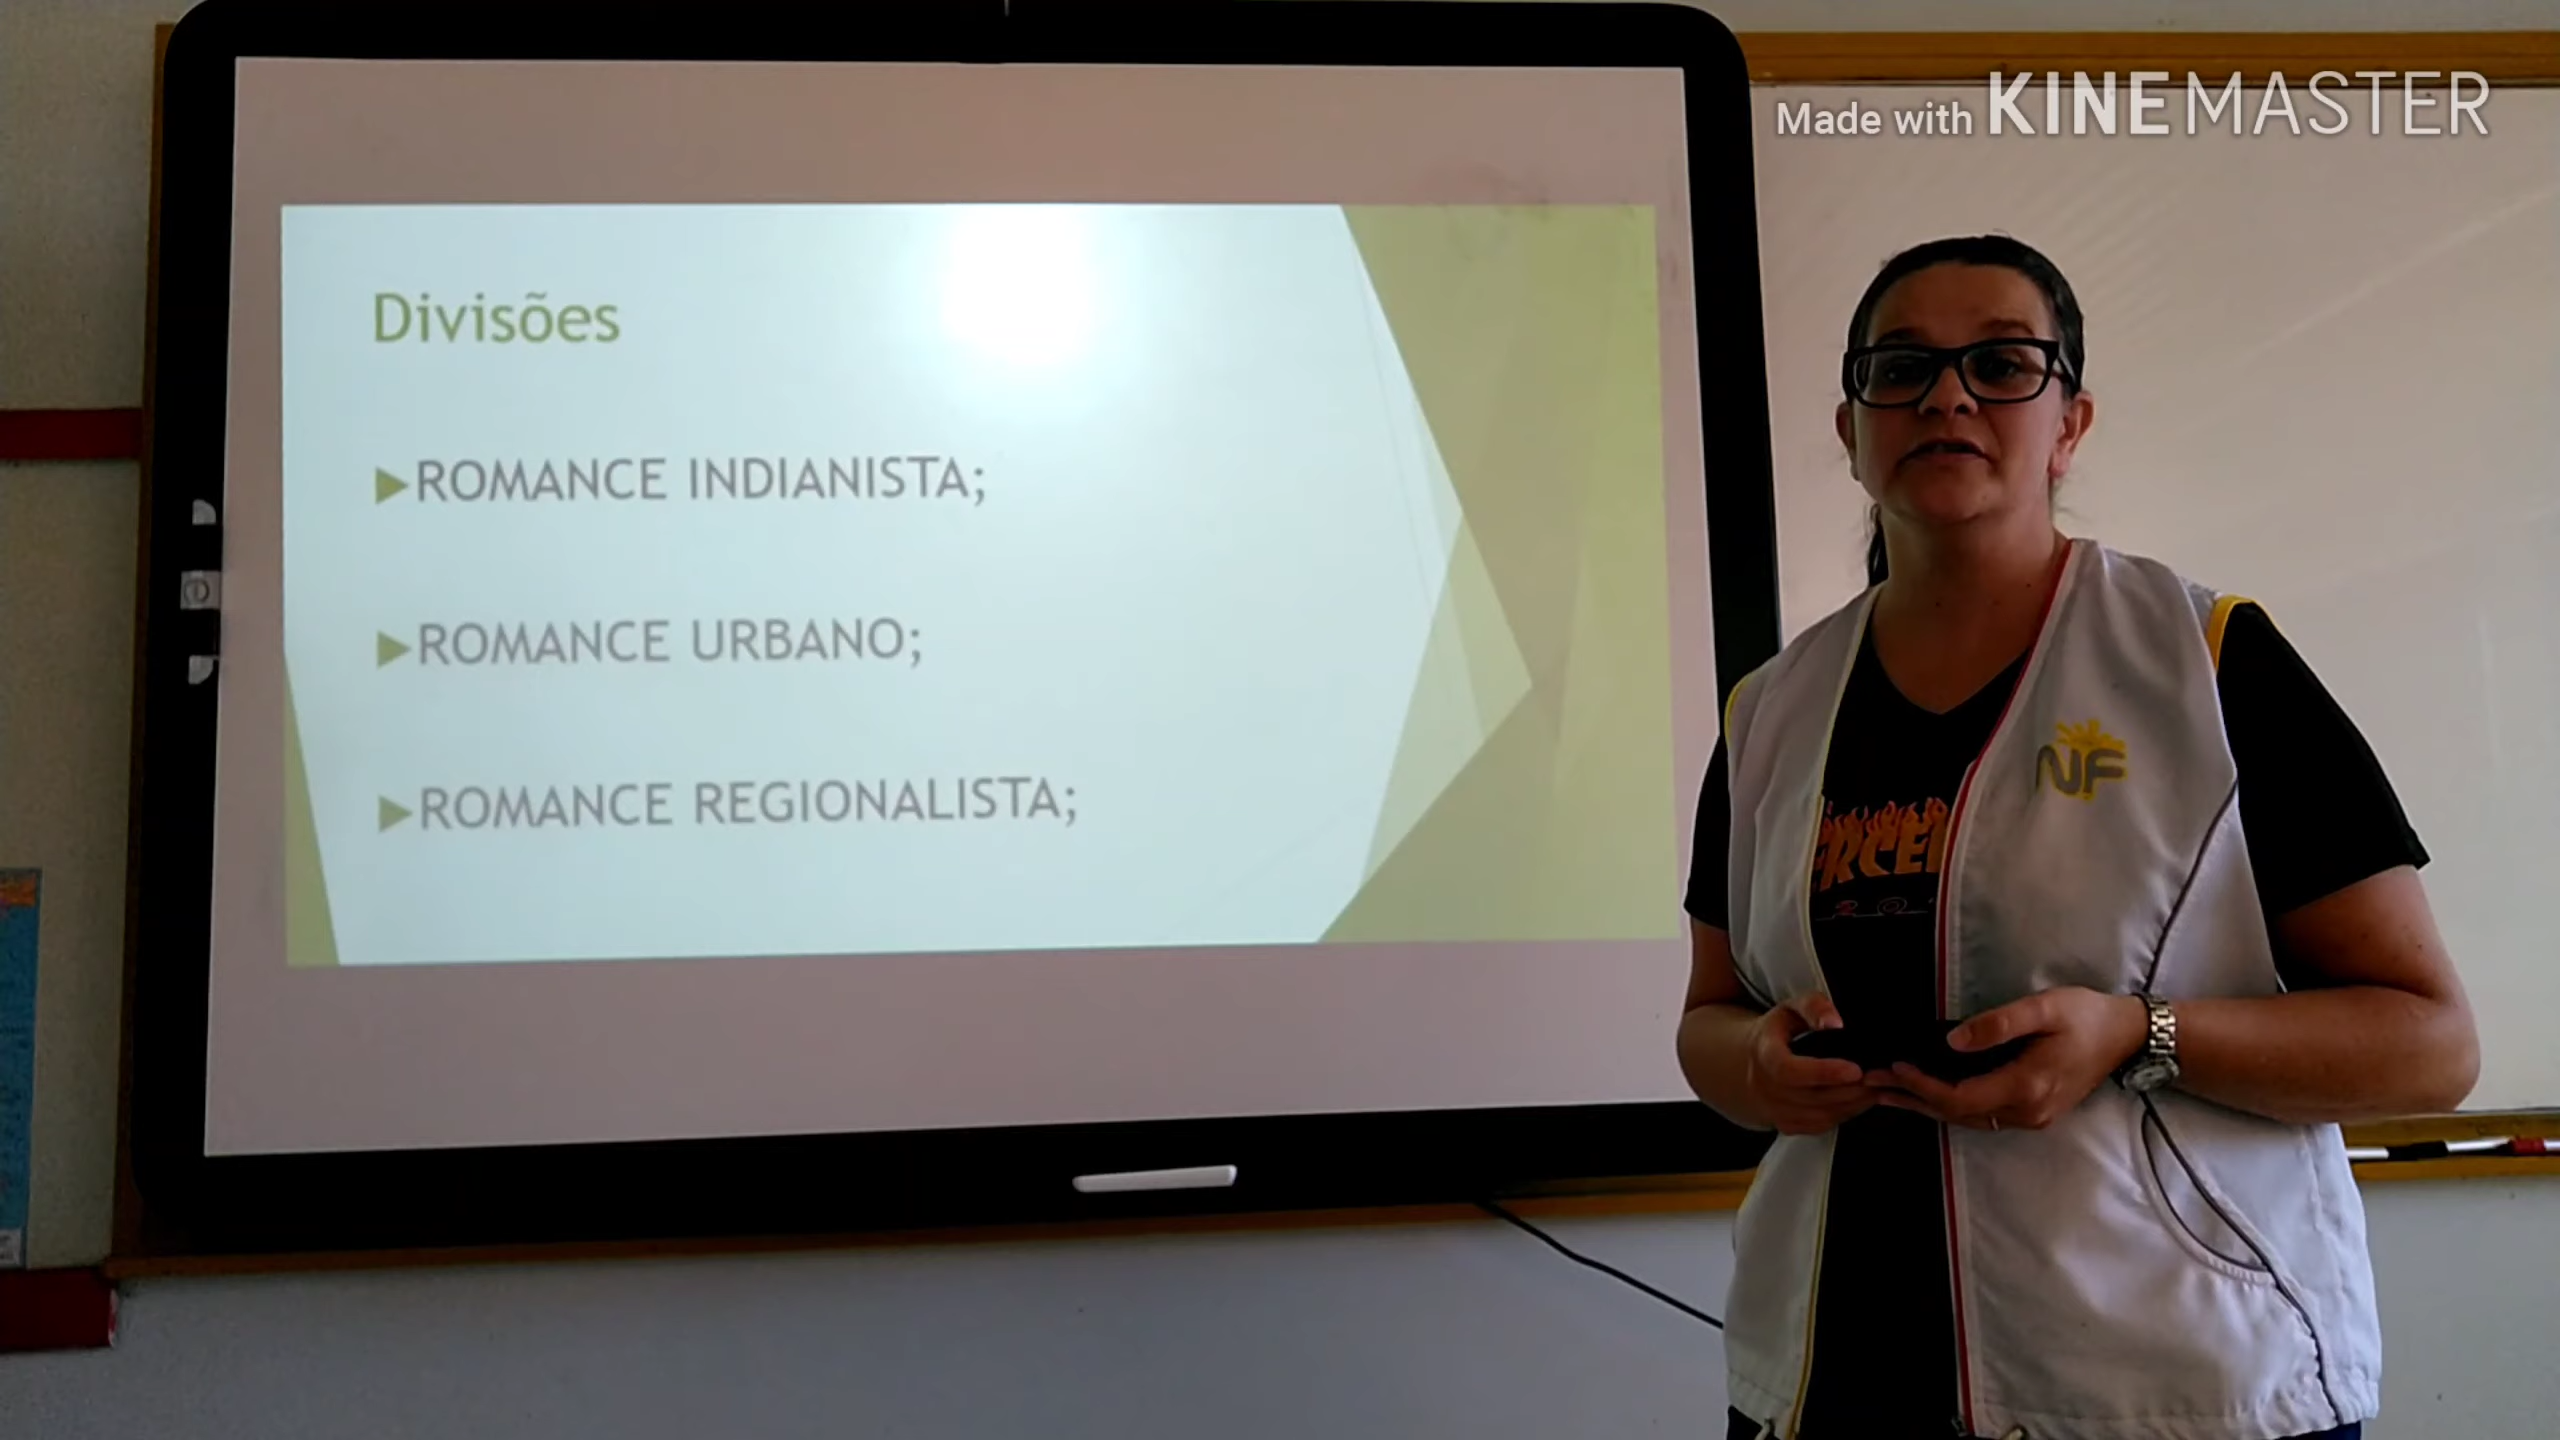 Made with KINEMASTER
Divisões
ROMANCE INDIANISTA;
ROMANCE URBANO;
ROMANCE REGIONALISTA;
NF